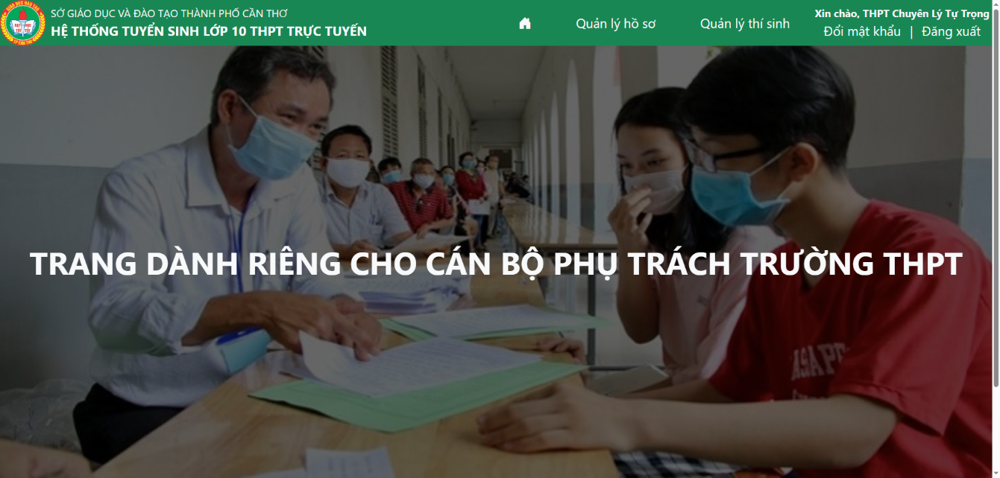 SỞ GIÁO DỤC VÀ ĐÀO TẠO THÀNH PHỐ CẦN THƠ
HỆ THỐNG TUYỂN SINH LỚP 10 THPT TRỰC TUYẾN
Quản lý hồ sơ
Quản lý thí sinh
Xin chào, THPT Chuyên Lý Tự Trọng
Đổi mật khẩu | Đăng xuất
TRANG DÀNH RIÊNG CHO CÁN BỘ PHỤ TRÁCH TRƯỜNG THPT